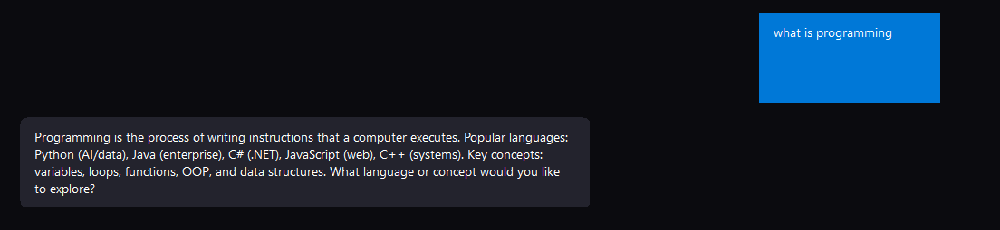 what is programming
Programming is the process of writing instructions that a computer executes. Popular languages:
Python (AI/data), Java (enterprise), C# (.NET), JavaScript (web), C++ (systems). Key concepts:
variables, loops, functions, OOP, and data structures. What language or concept would you like
to explore?